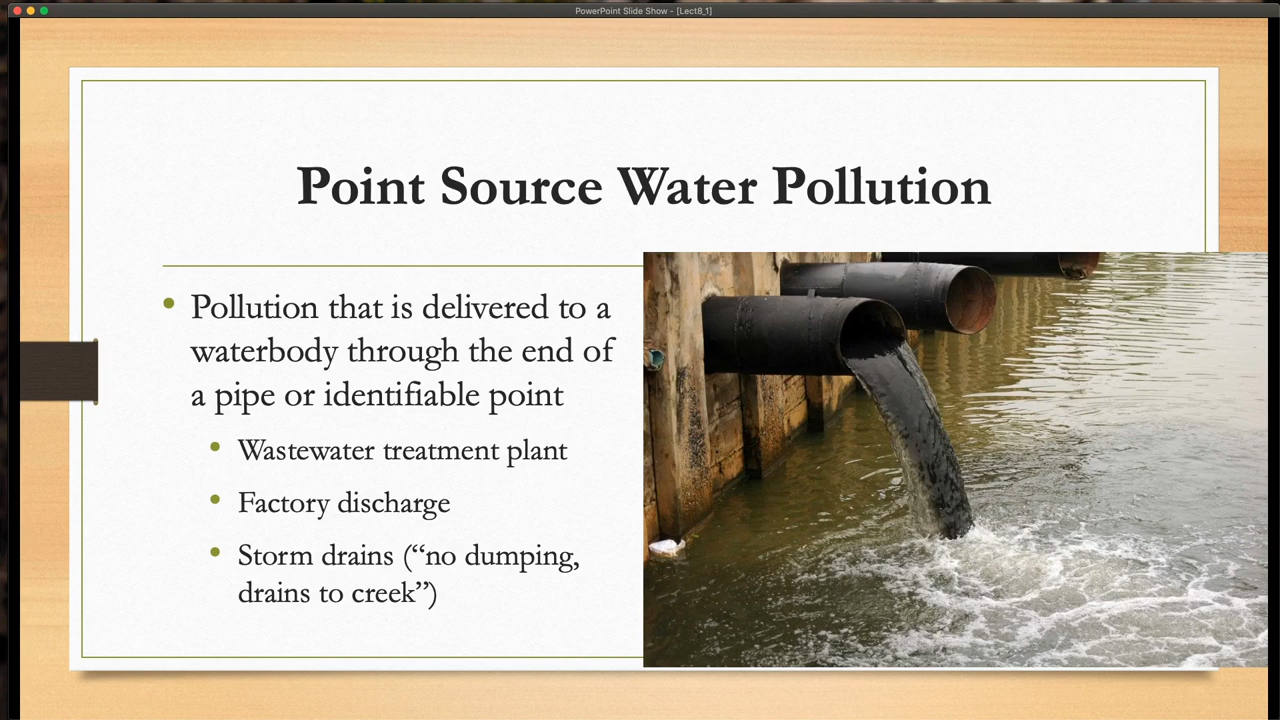 PowerPoint Slide Show - [Lect8_1]
Point Source Water Pollution
• Pollution that is delivered to a
waterbody through the end of
a pipe or identifiable point
• Wastewater treatment plant
• Factory discharge
• Storm drains (“no dumping,
drains to creek”)